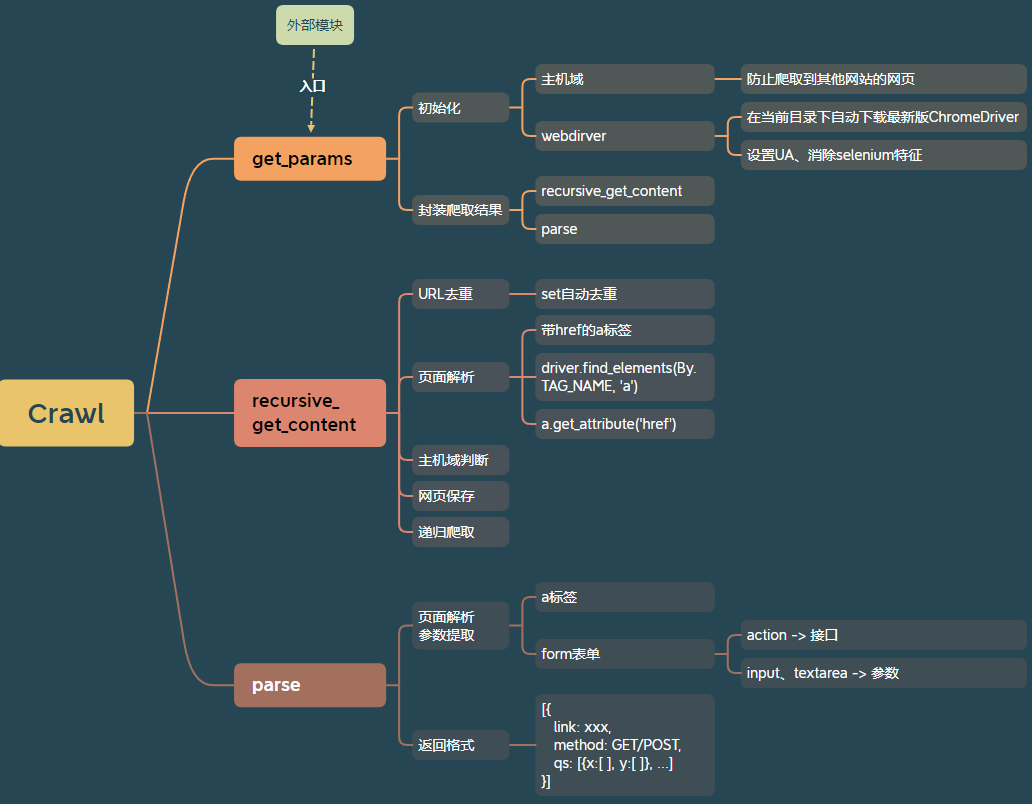 外部模块
入口
Crawl
get_params
初始化
主机域
防止爬取到其他网站的网页
webdirver
在当前目录下自动下载最新版ChromeDriver
设置UA、消除selenium特征
封装爬取结果
recursive_get_content
parse
recursive_
get_content
URL去重
set自动去重
页面解析
带href的a标签
driver.find_elements(By.
TAG_NAME, 'a')
a.get_attribute('href')
主机域判断
网页保存
递归爬取
parse
页面解析
参数提取
a标签
form表单
action -> 接口
input、textarea -> 参数
返回格式
[{
link: xxx,
method: GET/POST,
qs: [{x:[ ], y:[ ]}, ...]
}]